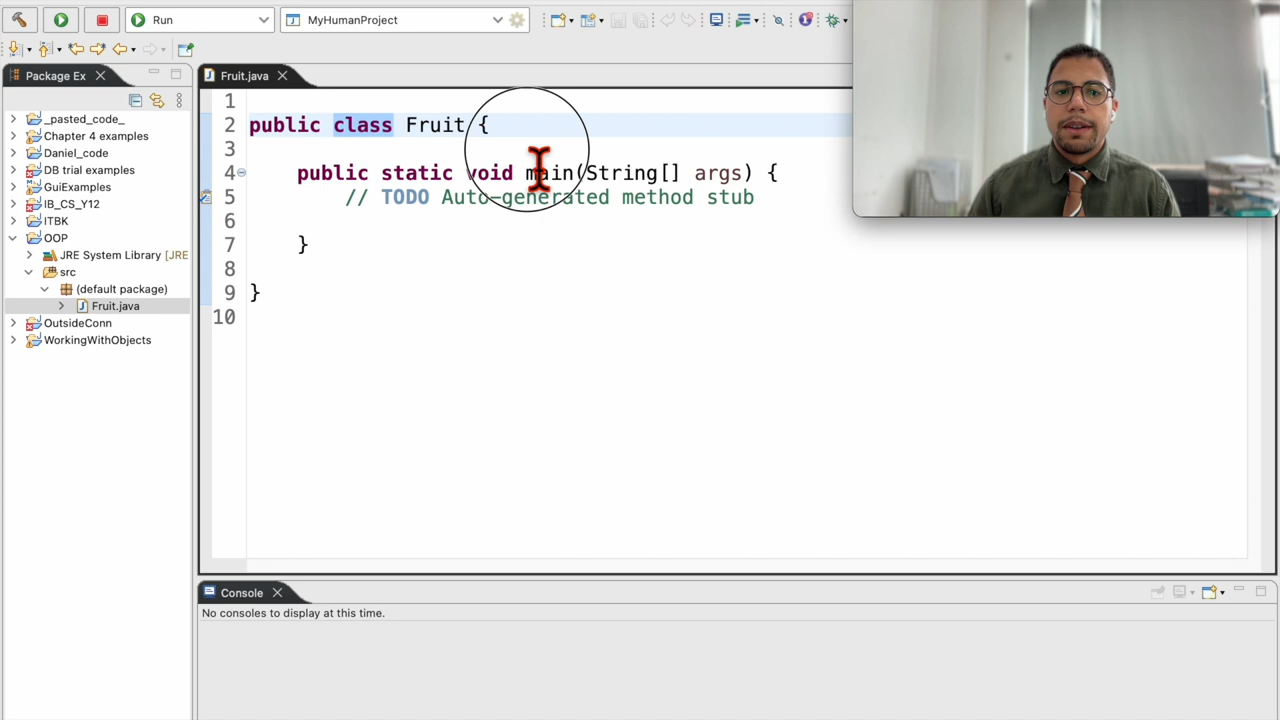 Run
MyHumanProject
Package Ex
Fruit.java
_pasted_code_
Chapter 4 examples
Daniel_code
DB trial examples
GuiExamples
IB_CS_Y12
ITBK
OOP
JRE System Library [JRE
src
(default package)
Fruit.java
OutsideConn
WorkingWithObjects
1
2 public class Fruit {
3
4 public static void main(String[] args) {
5 // TODO Auto-generated method stub
6
7 }
8
9 }
10
Console
No consoles to display at this time.